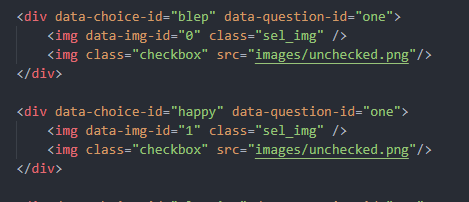 <div data-choice-id="blep" data-question-id="one">
    <img data-img-id="0" class="sel_img" />
    <img class="checkbox" src="images/unchecked.png"/>
</div>
<div data-choice-id="happy" data-question-id="one">
    <img data-img-id="1" class="sel_img" />
    <img class="checkbox" src="images/unchecked.png"/>
</div>